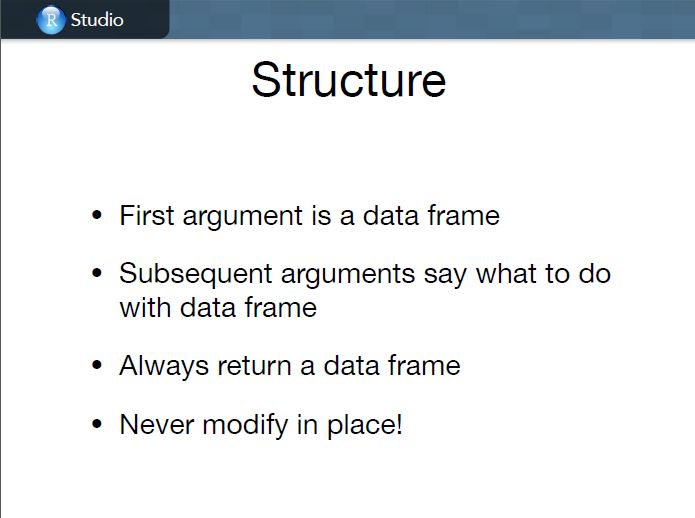 R Studio
Structure
• First argument is a data frame
• Subsequent arguments say what to do
with data frame
• Always return a data frame
• Never modify in place!